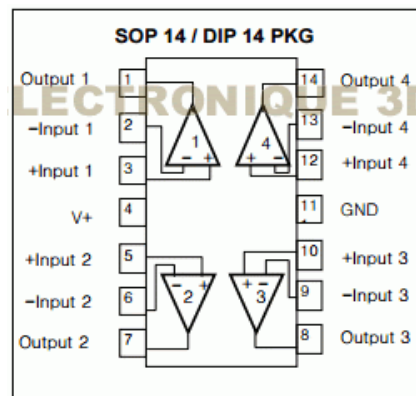 SOP 14 / DIP 14 PKG
Output 1 1 14 Output 4
ELECTRONIQUE 3
−Input 1 2 13 −Input 4
1 4
− + + −
+Input 1 3 12 +Input 4
V+ 4 11 GND
+Input 2 5 10 +Input 3
− + + −
−Input 2 6 2 3 9 −Input 3
Output 2 7 8 Output 3